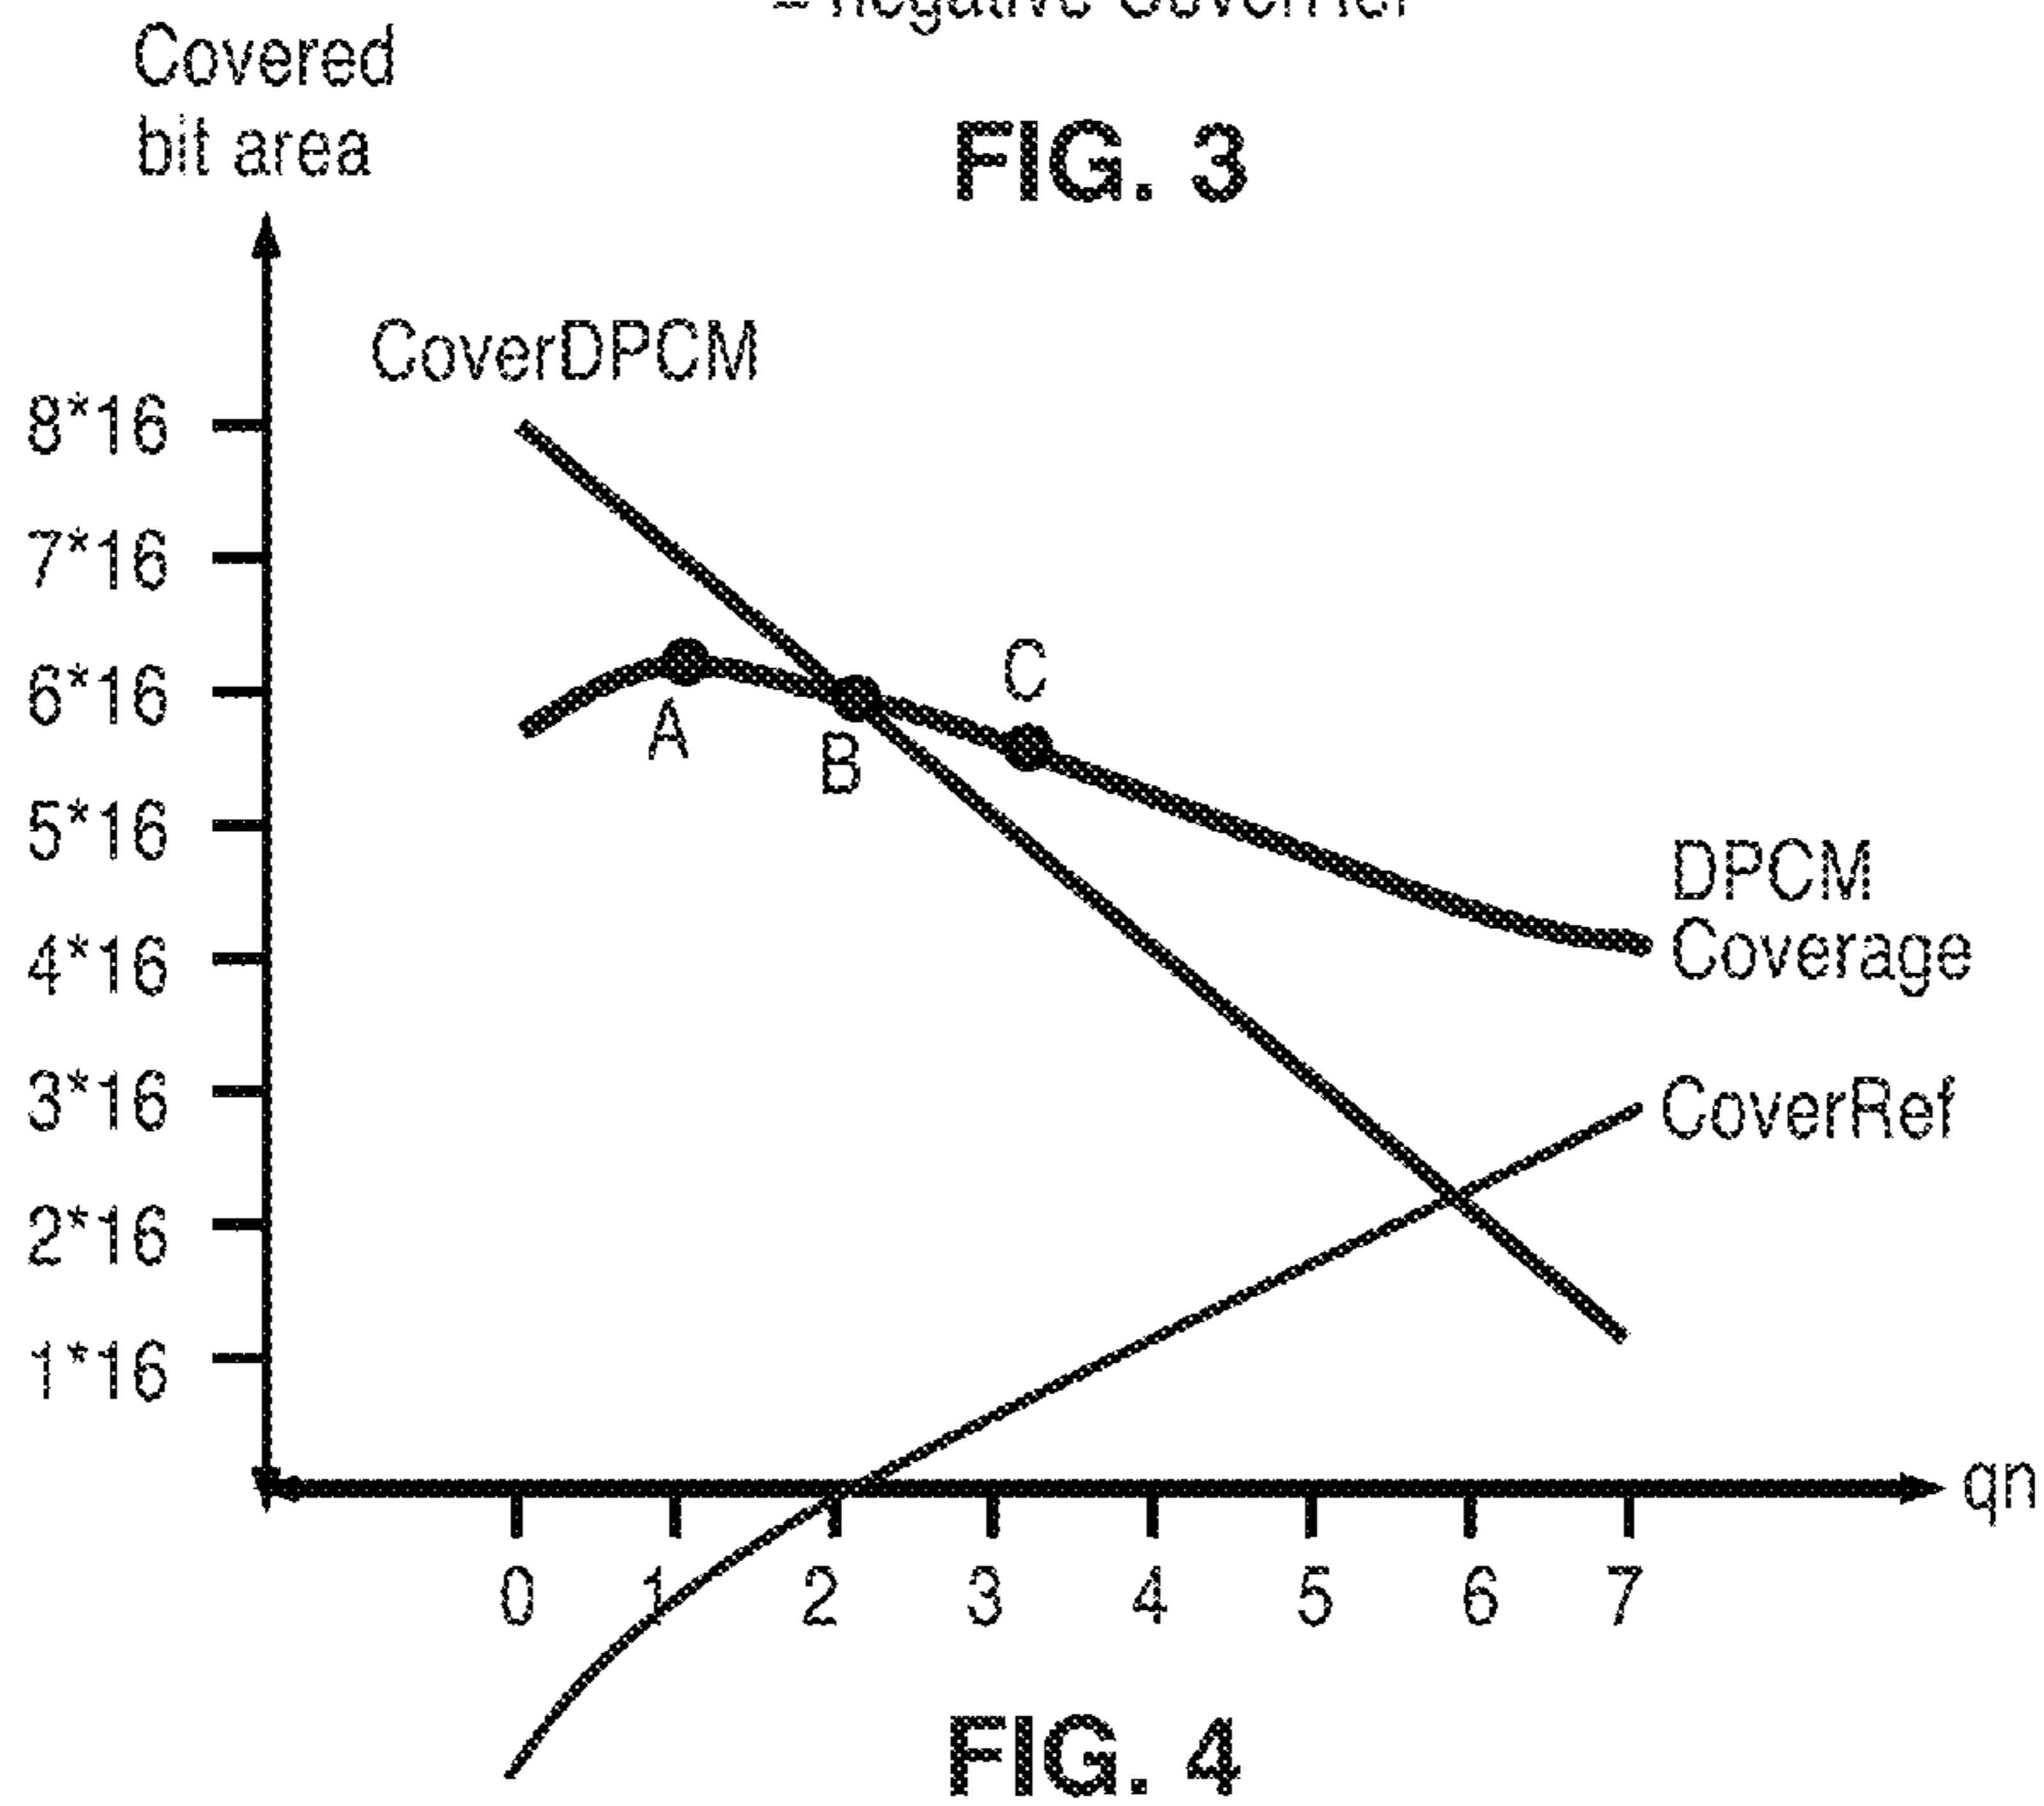 Covered
bit area
FIG. 3
CoverDPCM
8*16
7*16
6*16
5*16
4*16
3*16
2*16
1*16
A
B
C
DPCM
Coverage
CoverRef
qn
0
1
2
3
4
5
6
7
FIG. 4